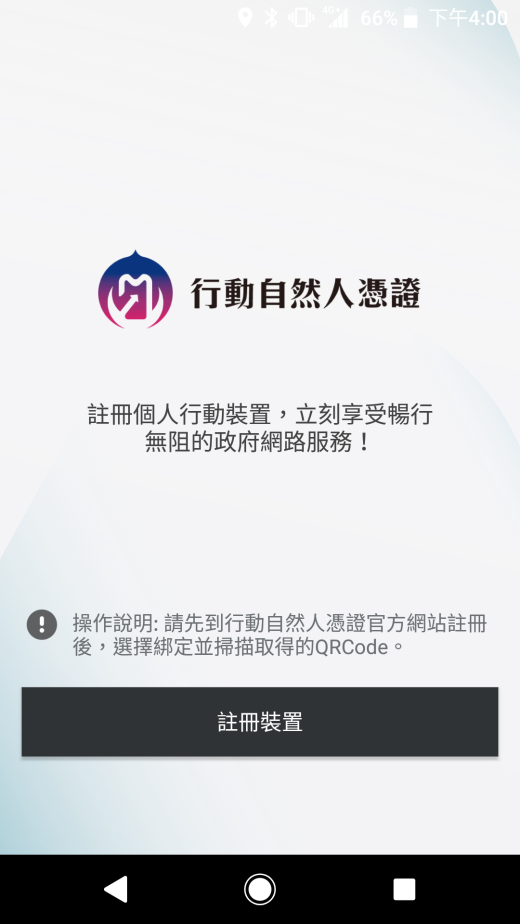 4G+ 66% 下午4:00
行動自然人憑證
註冊個人行動裝置，立刻享受暢行
無阻的政府網路服務！
操作說明: 請先到行動自然人憑證官方網站註冊
後，選擇綁定並掃描取得的QRCode。
註冊裝置